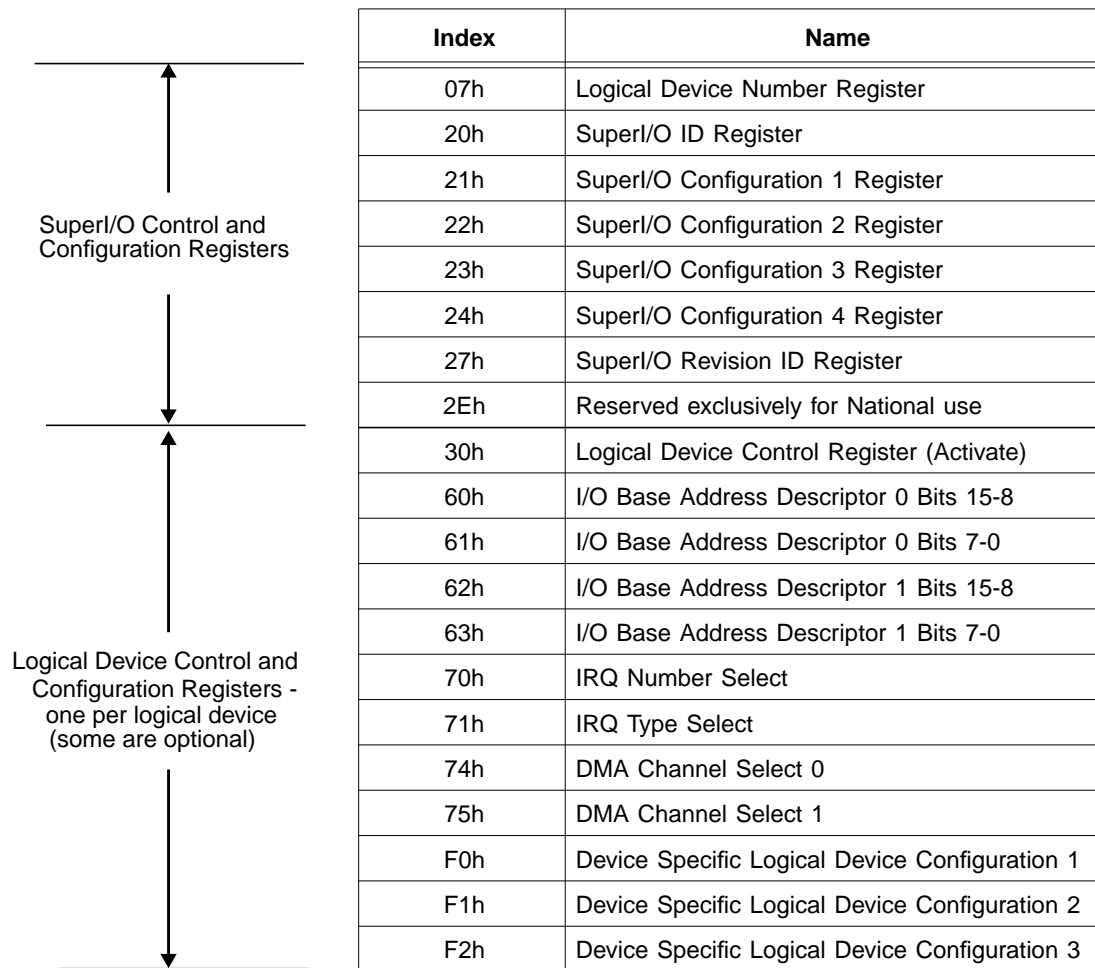 Index Name
07h Logical Device Number Register
20h SuperI/O ID Register
21h SuperI/O Configuration 1 Register
22h SuperI/O Configuration 2 Register
23h SuperI/O Configuration 3 Register
24h SuperI/O Configuration 4 Register
27h SuperI/O Revision ID Register
2Eh Reserved exclusively for National use
30h Logical Device Control Register (Activate)
60h I/O Base Address Descriptor 0 Bits 15-8
61h I/O Base Address Descriptor 0 Bits 7-0
62h I/O Base Address Descriptor 1 Bits 15-8
63h I/O Base Address Descriptor 1 Bits 7-0
70h IRQ Number Select
71h IRQ Type Select
74h DMA Channel Select 0
75h DMA Channel Select 1
F0h Device Specific Logical Device Configuration 1
F1h Device Specific Logical Device Configuration 2
F2h Device Specific Logical Device Configuration 3
SuperI/O Control and
Configuration Registers
Logical Device Control and
Configuration Registers -
one per logical device
(some are optional)